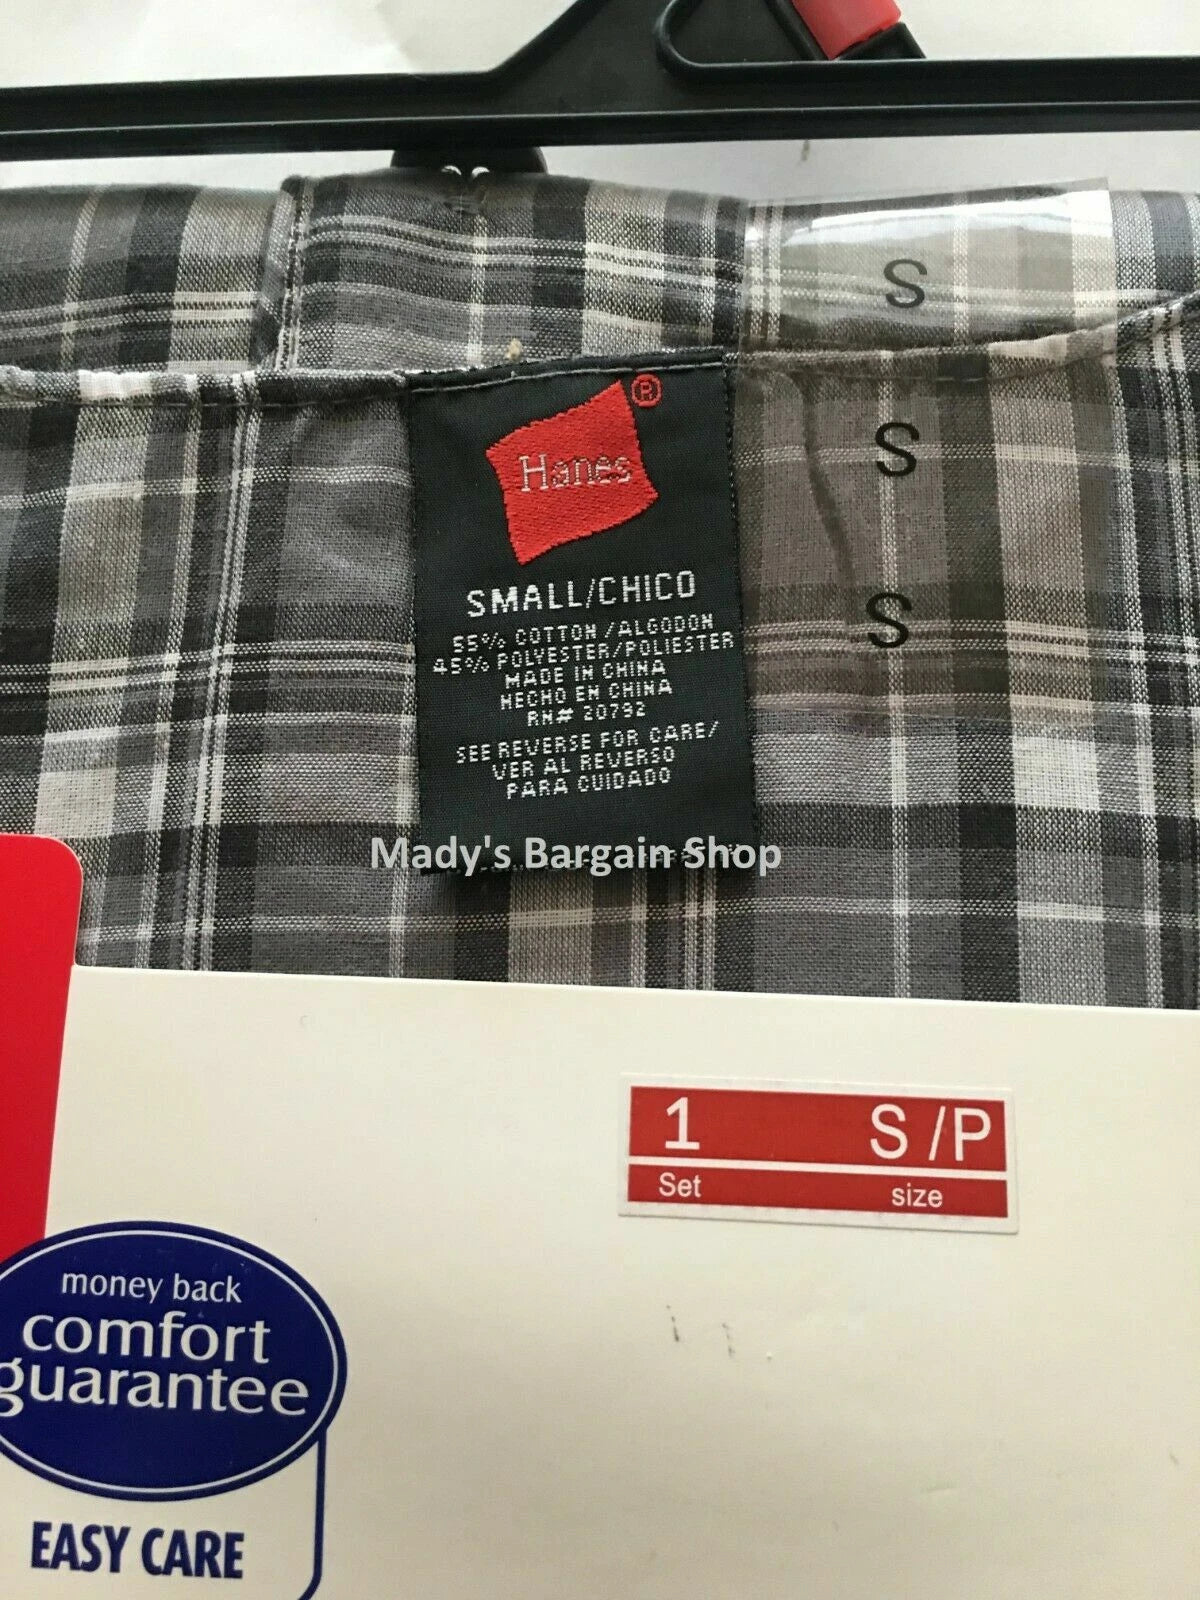 S
®
Hanes
S
SMALL/CHICO
S
55% COTTON/ALGODON
45% POLYESTER/POLIESTER
MADE IN CHINA
HECHO EN CHINA
RN# 20792
SEE REVERSE FOR CARE/
VER AL REVERSO
PARA CUIDADO
Mady's Bargain Shop
1 S/P
Set size
money back
comfort
guarantee
EASY CARE